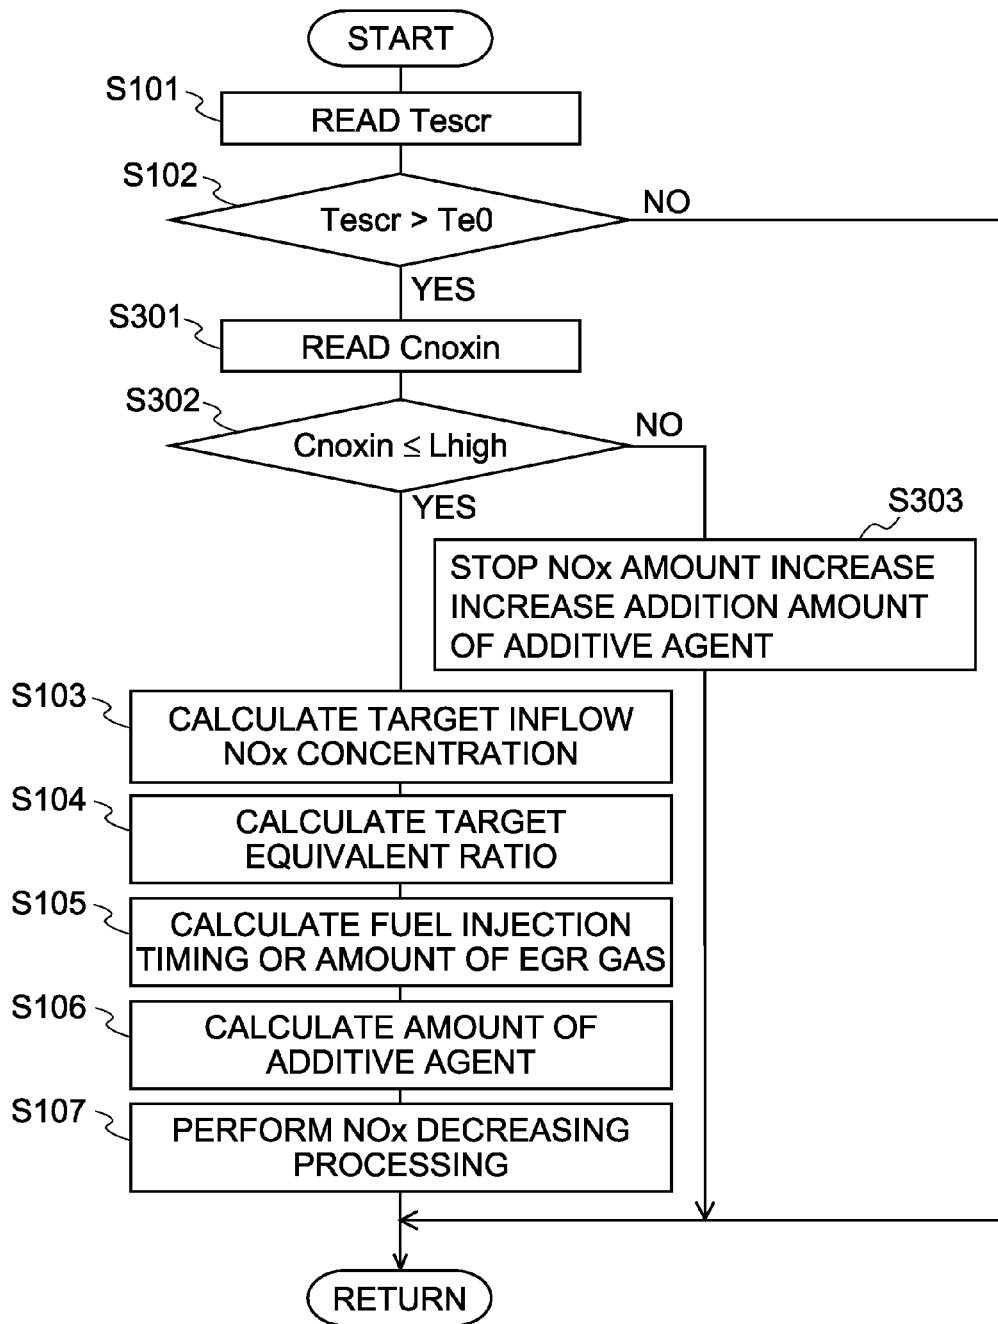 START
S101
READ Tescr
S102
Tescr > Te0
NO
YES
S301
READ Cnoxin
S302
Cnoxin ≤ Lhigh
NO
YES
S303
STOP NOx AMOUNT INCREASE
INCREASE ADDITION AMOUNT
OF ADDITIVE AGENT
S103
CALCULATE TARGET INFLOW
NOx CONCENTRATION
S104
CALCULATE TARGET
EQUIVALENT RATIO
S105
CALCULATE FUEL INJECTION
TIMING OR AMOUNT OF EGR GAS
S106
CALCULATE AMOUNT OF
ADDITIVE AGENT
S107
PERFORM NOx DECREASING
PROCESSING
RETURN